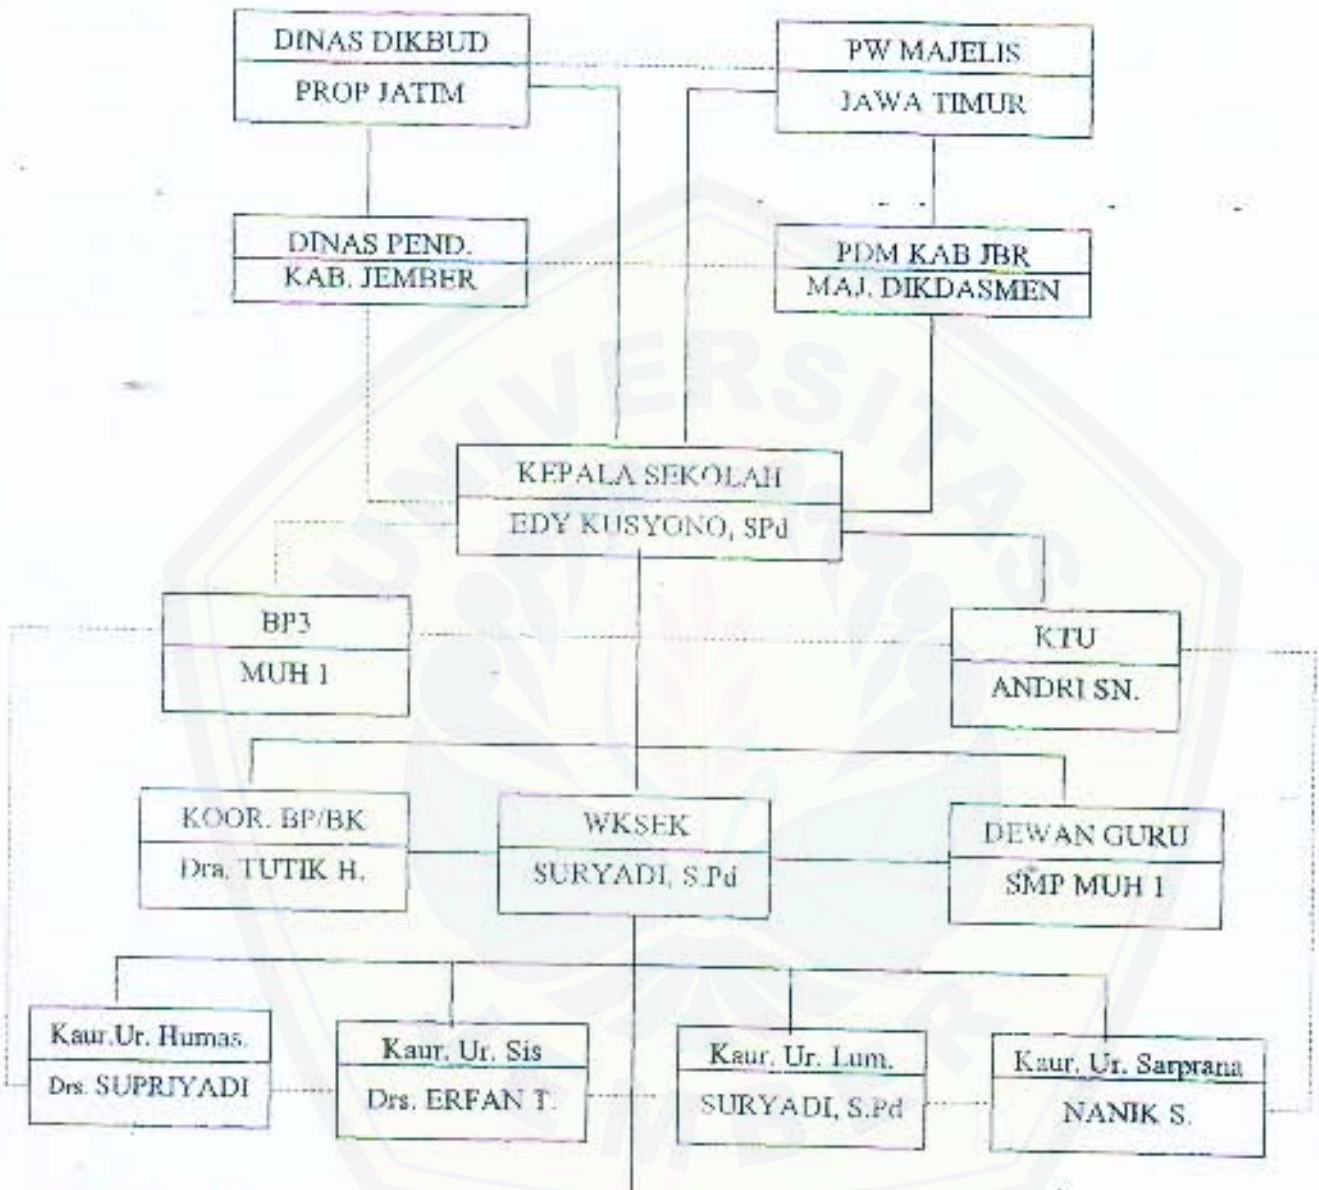 DINAS DIKBUD
PROP JATIM
PW MAJELIS
JAWA TIMUR
DINAS PEND.
KAB. JEMBER
PDM KAB JBR
MAJ. DIKDASMEN
KEPALA SEKOLAH
EDY KUSYONO, SPd
BP3
MUH 1
KTU
ANDRI SN.
KOOR. BP/BK
Dra. TUTIK H.
WKSEK
SURYADI, S.Pd
DEWAN GURU
SMP MUH 1
Kaur.Ur. Humas.
Drs. SUPRIYADI
Kaur. Ur. Sis
Drs. ERFAN T.
Kaur. Ur. Lum.
SURYADI, S.Pd
Kaur. Ur. Sarprana
NANIK S.
UNIVERSITAS
JEMBER